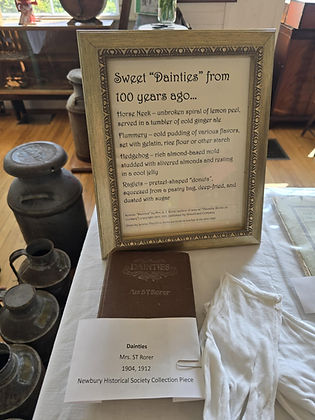 Sweet "Dainties" from
100 years ago...
Horse Neck – unbroken spiral of lemon peel,
served in a tumbler of cold ginger ale
Flummery – cold pudding of various flavors,
set with gelatin, rice flour or other starch
Hedgehog – rich almond-based mold
studded with slivered almonds and resting
in a cool jelly
Roglets – pretzel-shaped "donuts",
squeezed from a pastry bag, deep-fried, and
dusted with sugar
DAINTIES
Mrs ST Rorer
Dainties
Mrs. ST Rorer
1904, 1912
Newbury Historical Society Collection Piece